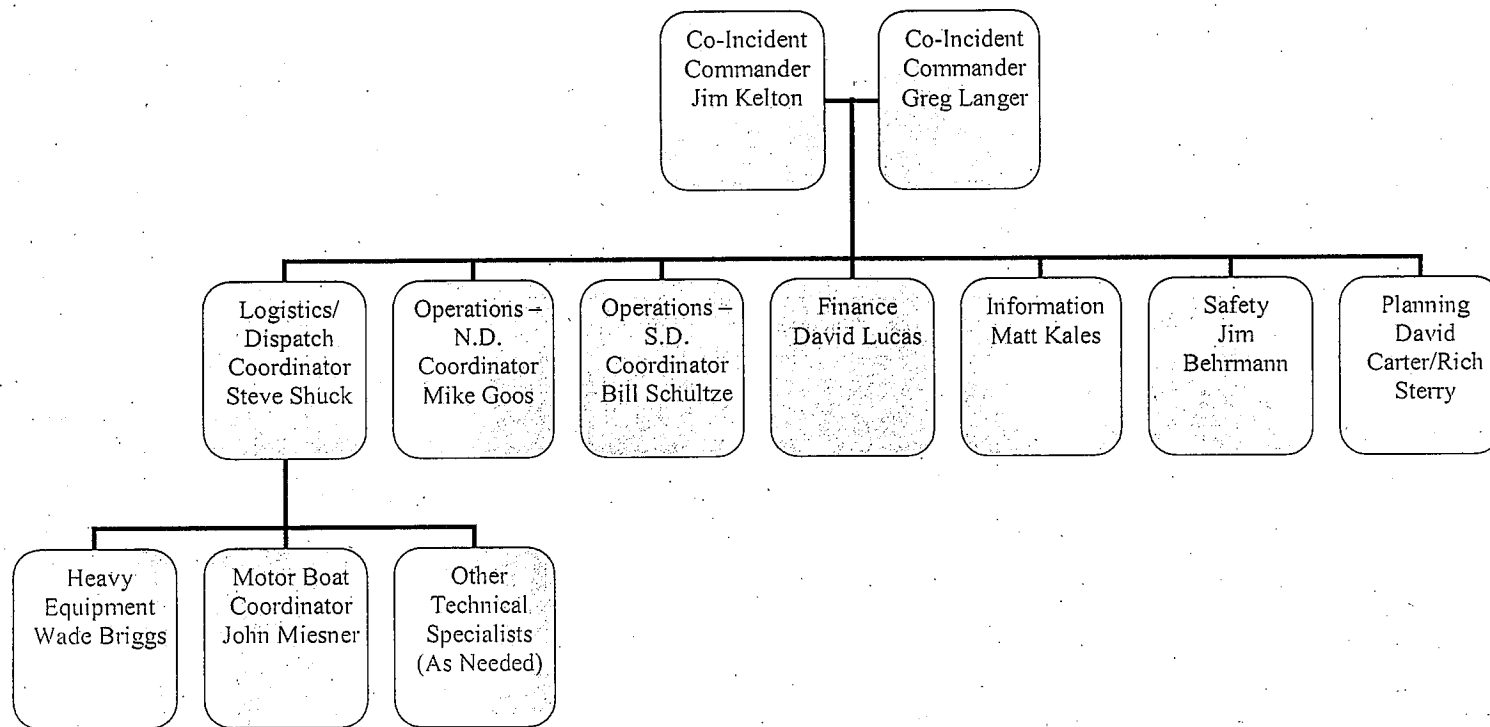 Co-Incident
Commander
Jim Kelton
Co-Incident
Commander
Greg Langer
Logistics/
Dispatch
Coordinator
Steve Shuck
Operations –
N.D.
Coordinator
Mike Goos
Operations –
S.D.
Coordinator
Bill Schultze
Finance
David Lucas
Information
Matt Kales
Safety
Jim
Behrmann
Planning
David
Carter/Rich
Sterry
Heavy
Equipment
Wade Briggs
Motor Boat
Coordinator
John Miesner
Other
Technical
Specialists
(As Needed)